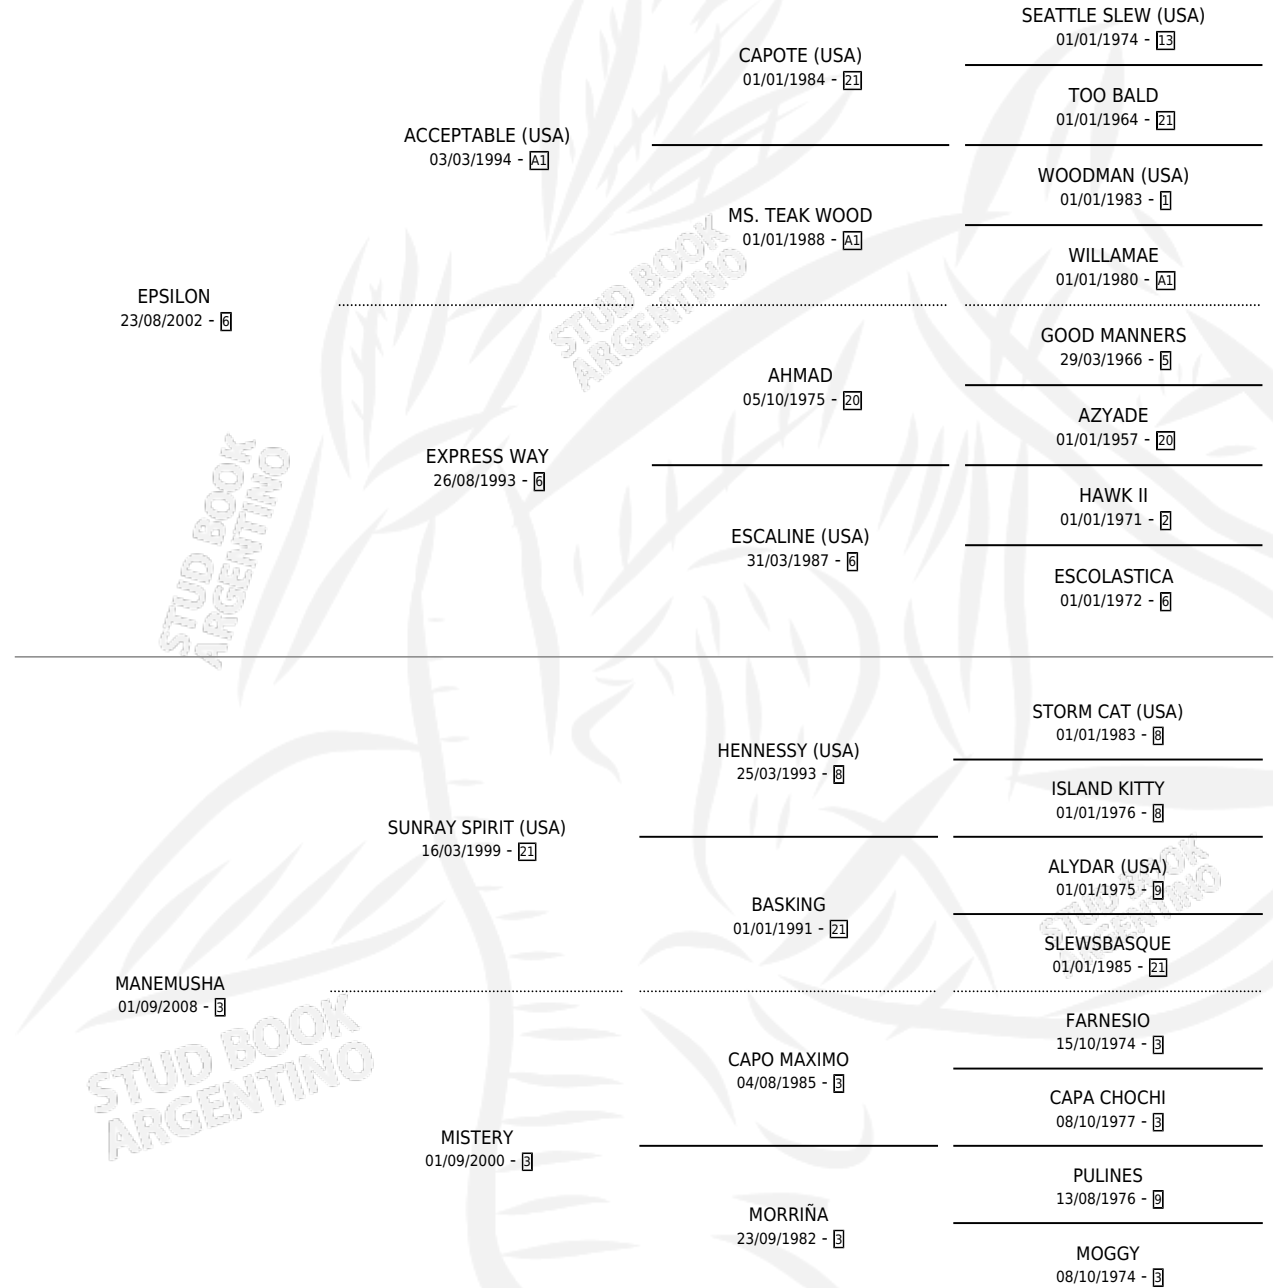 SEATTLE SLEW (USA)
01/01/1974 - 13
CAPOTE (USA)
01/01/1984 - 21
TOO BALD
01/01/1964 - 21
ACCEPTABLE (USA)
03/03/1994 - A1
WOODMAN (USA)
01/01/1983 - 1
MS. TEAK WOOD
01/01/1988 - A1
WILLAMAE
01/01/1980 - A1
EPSILON
23/08/2002 - 6
STUD BOOK
ARGENTINO
GOOD MANNERS
29/03/1966 - 5
AHMAD
05/10/1975 - 20
AZYADE
01/01/1957 - 20
EXPRESS WAY
26/08/1993 - 6
HAWK II
01/01/1971 - 2
ESCALINE (USA)
31/03/1987 - 6
ESCOLASTICA
01/01/1972 - 6
STUD BOOK
ARGENTINO
STORM CAT (USA)
01/01/1983 - 8
HENNESSY (USA)
25/03/1993 - 8
ISLAND KITTY
01/01/1976 - 8
SUNRAY SPIRIT (USA)
16/03/1999 - 21
ALYDAR (USA)
01/01/1975 - 9
BASKING
01/01/1991 - 21
SLEWSBASQUE
01/01/1985 - 21
STUD BOOK
ARGENTINO
MANEMUSHA
01/09/2008 - 3
FARNESIO
15/10/1974 - 3
CAPO MAXIMO
04/08/1985 - 3
CAPA CHOCHI
08/10/1977 - 3
STUD BOOK
ARGENTINO
MISTERY
01/09/2000 - 3
PULINES
13/08/1976 - 9
MORRIÑA
23/09/1982 - 3
MOGGY
08/10/1974 - 3